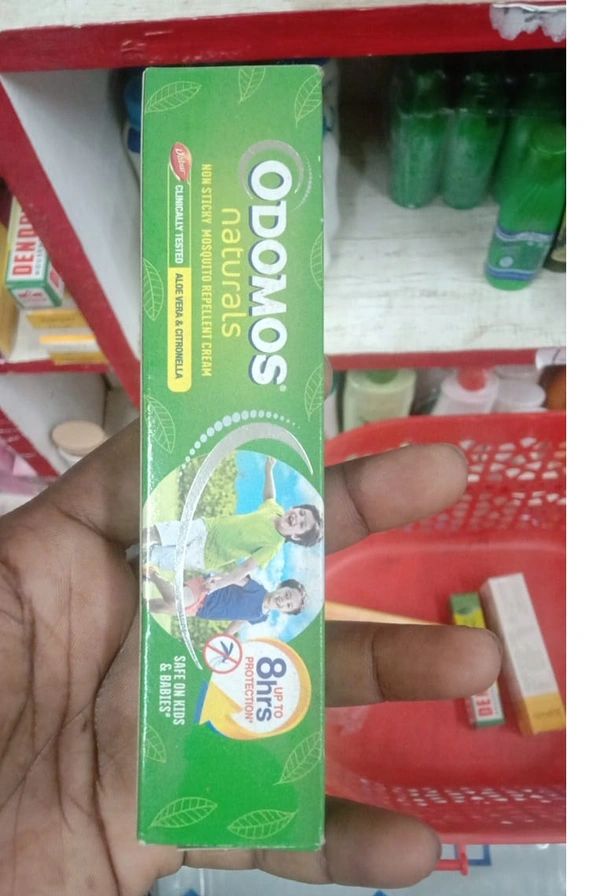 ODOMOS®
naturals
NON STICKY MOSQUITO REPELLENT CREAM
Dabur
CLINICALLY TESTED
ALOE VERA & CITRONELLA
UP TO
8hrs
PROTECTION*
SAFE ON KIDS
& BABIES*